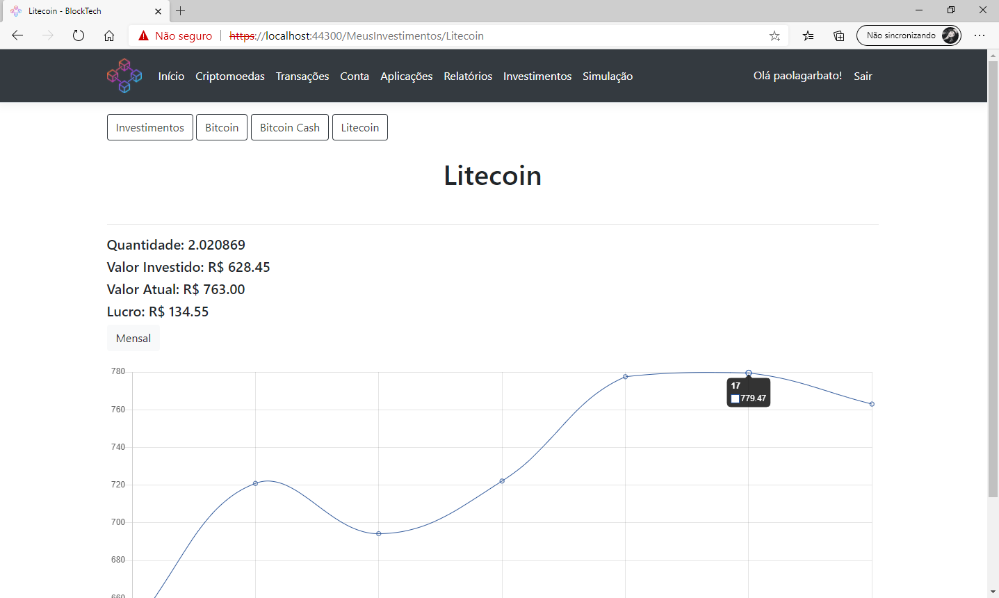 Litecoin - BlockTech
Não seguro https://localhost:44300/MeusInvestimentos/Litecoin Não sincronizando
Início Criptomoedas Transações Conta Aplicações Relatórios Investimentos Simulação Olá paolagarbato! Sair
Investimentos Bitcoin Bitcoin Cash Litecoin
Litecoin
Quantidade: 2.020869
Valor Investido: R$ 628.45
Valor Atual: R$ 763.00
Lucro: R$ 134.55
Mensal
780
17
779.47
760
740
720
700
680
660